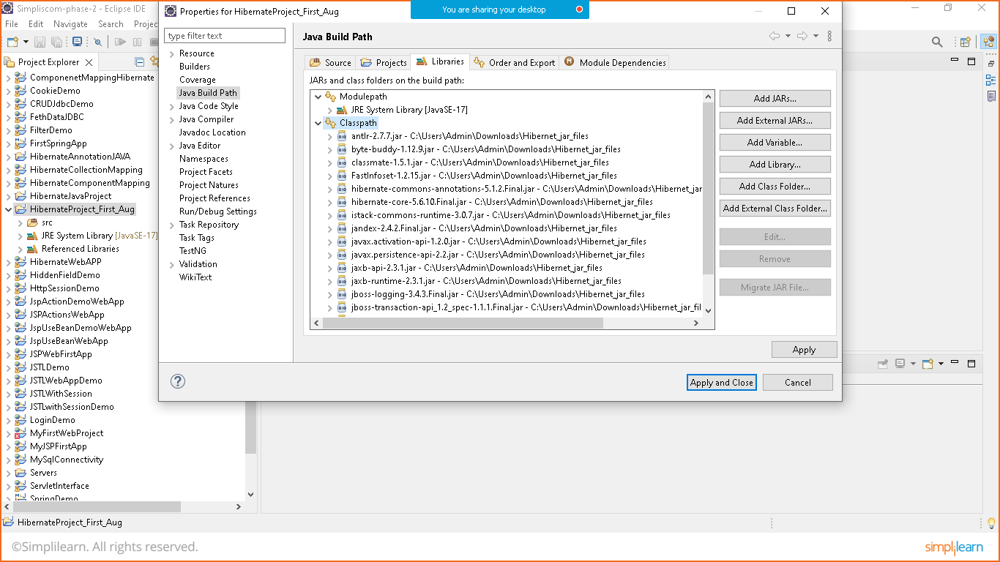 Simpliscom-phase-2 - Eclipse IDE
File Edit Navigate Search Projec
Project Explorer
ComponenetMappingHibernate
CookieDemo
CRUDJdbcDemo
FethDataJDBC
FilterDemo
FirstSpringApp
HibernateAnnotationJAVA
HibernateCollectionMapping
HibernateComponentMapping
HibernateJavaProject
HibernateProject_First_Aug
src
JRE System Library [JavaSE-17]
Referenced Libraries
HibernateWebAPP
HiddenFieldDemo
HttpSessionDemo
JspActionDemoWebApp
JSPActionsWebApp
JspUseBeanDemoWebApp
JspUseBeanWebApp
JSPWebFirstApp
JSTLDemo
JSTLWebAppDemo
JSTLWithSession
JSTLwithSessionDemo
LoginDemo
MyFirstWebProject
MyJSPFirstApp
MySqlConnectivity
Servers
ServletInterface
SpringDemo
HibernateProject_First_Aug
Properties for HibernateProject_First_Aug
You are sharing your desktop
type filter text
Resource
Builders
Coverage
Java Build Path
Java Code Style
Java Compiler
Javadoc Location
Java Editor
Namespaces
Project Facets
Project Natures
Project References
Run/Debug Settings
Task Repository
Task Tags
TestNG
Validation
WikiText
Java Build Path
Source Projects Libraries Order and Export Module Dependencies
JARs and class folders on the build path:
Modulepath
JRE System Library [JavaSE-17]
Classpath
antlr-2.7.7.jar - C:\Users\Admin\Downloads\Hibernet_jar_files
byte-buddy-1.12.9.jar - C:\Users\Admin\Downloads\Hibernet_jar_files
classmate-1.5.1.jar - C:\Users\Admin\Downloads\Hibernet_jar_files
FastInfoset-1.2.15.jar - C:\Users\Admin\Downloads\Hibernet_jar_files
hibernate-commons-annotations-5.1.2.Final.jar - C:\Users\Admin\Downloads\Hibernet_jar
hibernate-core-5.6.10.Final.jar - C:\Users\Admin\Downloads\Hibernet_jar_files
istack-commons-runtime-3.0.7.jar - C:\Users\Admin\Downloads\Hibernet_jar_files
jandex-2.4.2.Final.jar - C:\Users\Admin\Downloads\Hibernet_jar_files
javax.activation-api-1.2.0.jar - C:\Users\Admin\Downloads\Hibernet_jar_files
javax.persistence-api-2.2.jar - C:\Users\Admin\Downloads\Hibernet_jar_files
jaxb-api-2.3.1.jar - C:\Users\Admin\Downloads\Hibernet_jar_files
jaxb-runtime-2.3.1.jar - C:\Users\Admin\Downloads\Hibernet_jar_files
jboss-logging-3.4.3.Final.jar - C:\Users\Admin\Downloads\Hibernet_jar_files
jboss-transaction-api_1.2_spec-1.1.1.Final.jar - C:\Users\Admin\Downloads\Hibernet_jar_fil
Add JARs...
Add External JARs...
Add Variable...
Add Library...
Add Class Folder...
Add External Class Folder...
Edit...
Remove
Migrate JAR File...
Apply
Apply and Close Cancel
©Simplilearn. All rights reserved.
simplilearn